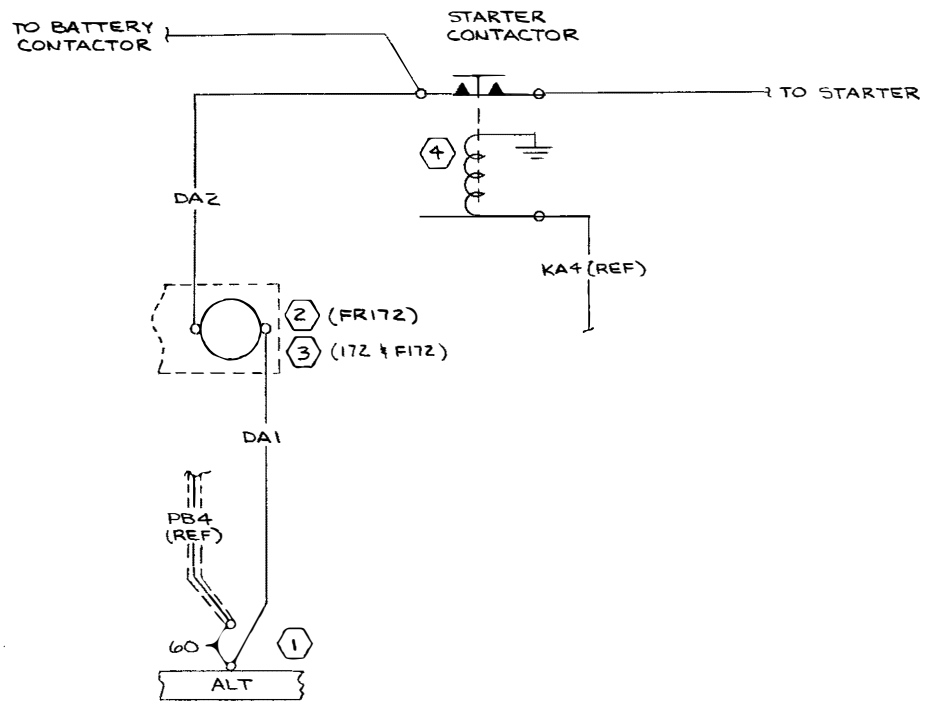 TO BATTERY
CONTACTOR
STARTER
CONTACTOR
TO STARTER
4
DA2
KA4 (REF)
2 (FR172)
3 (172 & F172)
DA1
PB4
(REF)
60
1
ALT